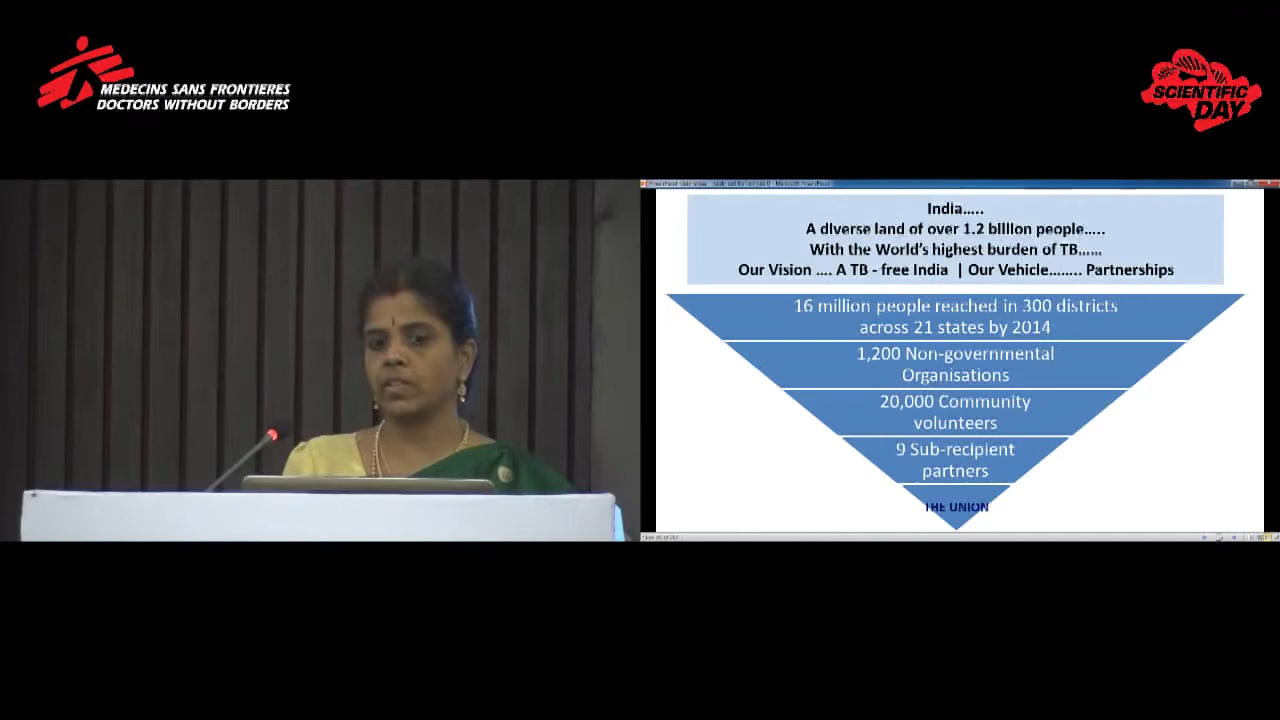 MEDECINS SANS FRONTIERES
DOCTORS WITHOUT BORDERS
SCIENTIFIC
DAY
India.....
A diverse land of over 1.2 billion people.....
With the World's highest burden of TB......
Our Vision .... A TB - free India | Our Vehicle........ Partnerships
16 million people reached in 300 districts
across 21 states by 2014
1,200 Non-governmental
Organisations
20,000 Community
volunteers
9 Sub-recipient
partners
THE UNION